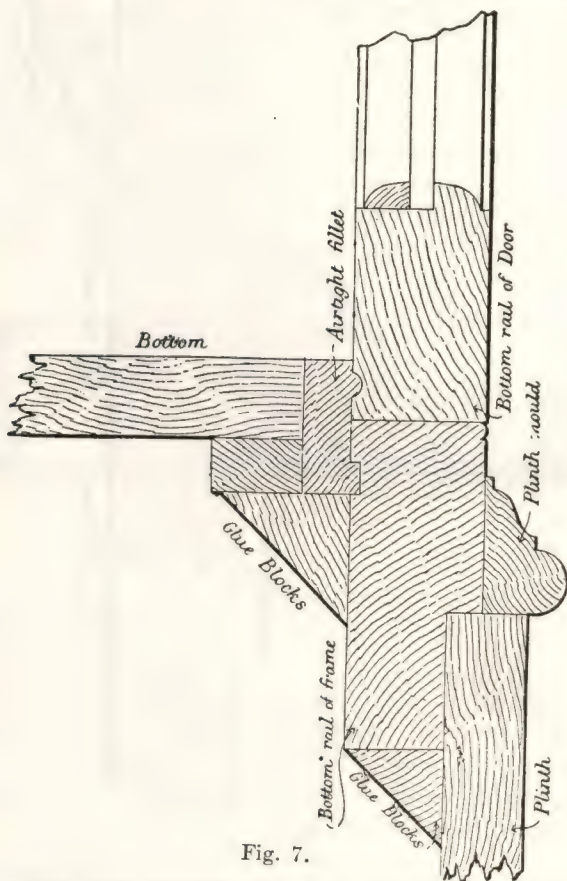 Bottom
Airtight fillet
Bottom rail of Door
Plinth mould
Glue Blocks
Bottom rail of frame
Glue Blocks
Plinth
Fig. 7.